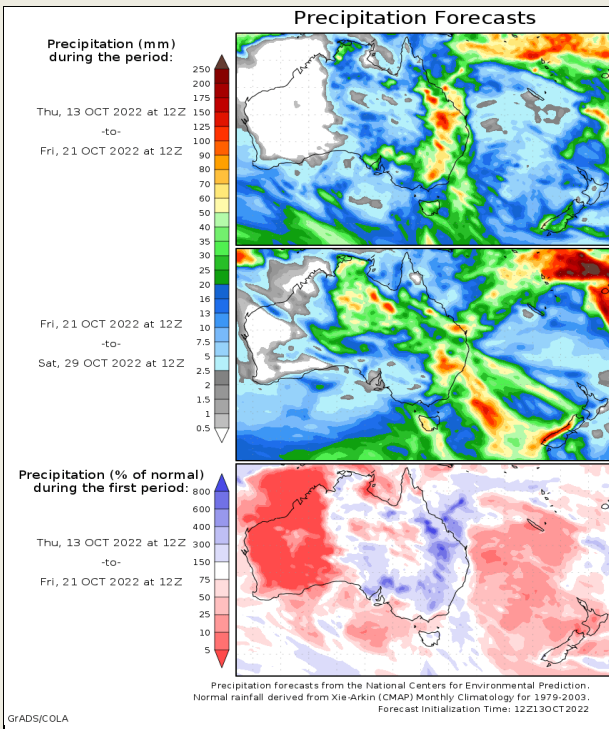 Precipitation Forecasts
Precipitation (mm)
during the period:
Thu, 13 OCT 2022 at 12Z
-to-
Fri, 21 OCT 2022 at 12Z
250
200
175
150
125
100
90
80
70
60
50
40
35
30
25
20
16
13
10
7.5
5
2.5
2
1.5
1
0.5
Fri, 21 OCT 2022 at 12Z
-to-
Sat, 29 OCT 2022 at 12Z
Precipitation (% of normal)
during the first period:
Thu, 13 OCT 2022 at 12Z
-to-
Fri, 21 OCT 2022 at 12Z
800
600
400
300
150
75
50
25
10
5
Precipitation forecasts from the National Centers for Environmental Prediction.
Normal rainfall derived from Xie-Arkin (CMAP) Monthly Climatology for 1979-2003.
Forecast Initialization Time: 12Z13OCT2022
GrADS/COLA